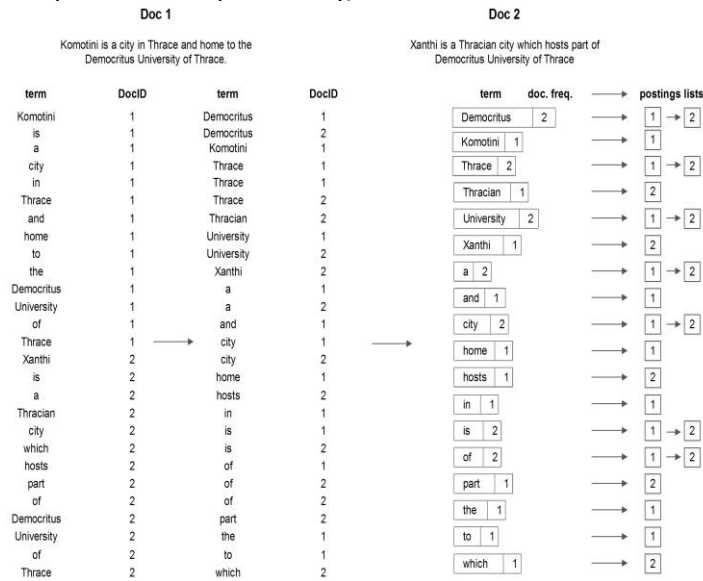 Doc 1
Komotini is a city in Thrace and home to the
Democritus University of Thrace.
Doc 2
Xanthi is a Thracian city which hosts part of
Democritus University of Thrace
term DocID term DocID
Komotini 1 Democritus 1
is 1 Democritus 2
a 1 Komotini 1
city 1 Thrace 1
in 1 Thrace 1
Thrace 1 Thrace 2
and 1 Thracian 2
home 1 University 1
to 1 University 2
the 1 Xanthi 2
Democritus 1 a 1
University 1 a 2
of 1 and 1
Thrace 1 city 1
Xanthi 2 city 2
is 2 home 1
a 2 hosts 2
Thracian 2 in 1
city 2 is 1
which 2 is 2
hosts 2 of 1
part 2 of 2
of 2 of 2
Democritus 2 part 2
University 2 the 1
of 2 to 1
Thrace 2 which 2
term doc. freq. postings lists
Democritus 2 1 2
Komotini 1 1
Thrace 2 1 2
Thracian 1 2
University 2 1 2
Xanthi 1 2
a 2 1 2
and 1 1
city 2 1 2
home 1 1
hosts 1 2
in 1 1
is 2 1 2
of 2 1 2
part 1 2
the 1 1
to 1 1
which 1 2